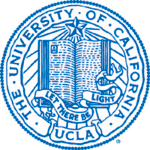 · THE · UNIVERSITY · OF · CALIFORNIA ·
LET THERE BE LIGHT
UCLA
®